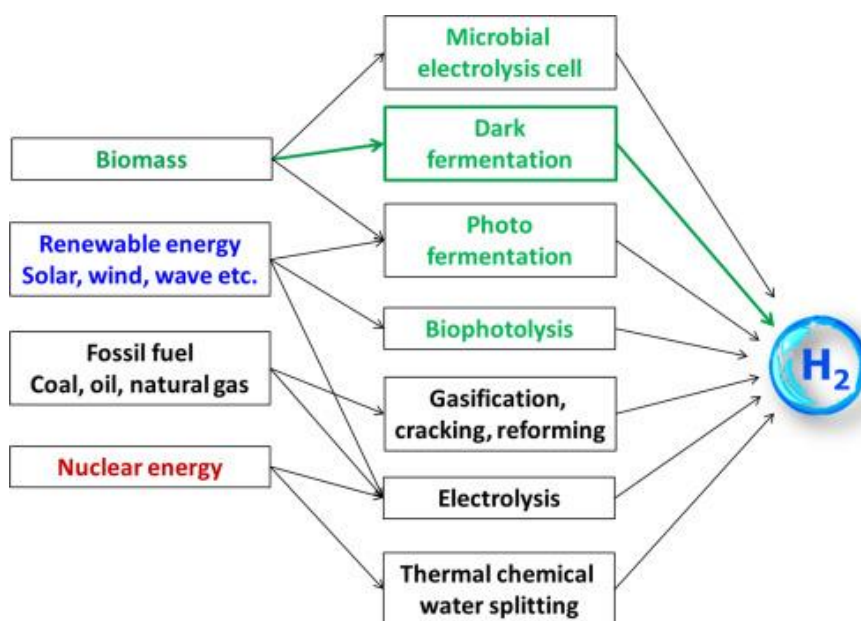 Microbial
electrolysis cell
Dark
fermentation
Biomass
Photo
fermentation
Renewable energy
Solar, wind, wave etc.
Biophotolysis
Fossil fuel
Coal, oil, natural gas
H2
Gasification,
cracking, reforming
Nuclear energy
Electrolysis
Thermal chemical
water splitting